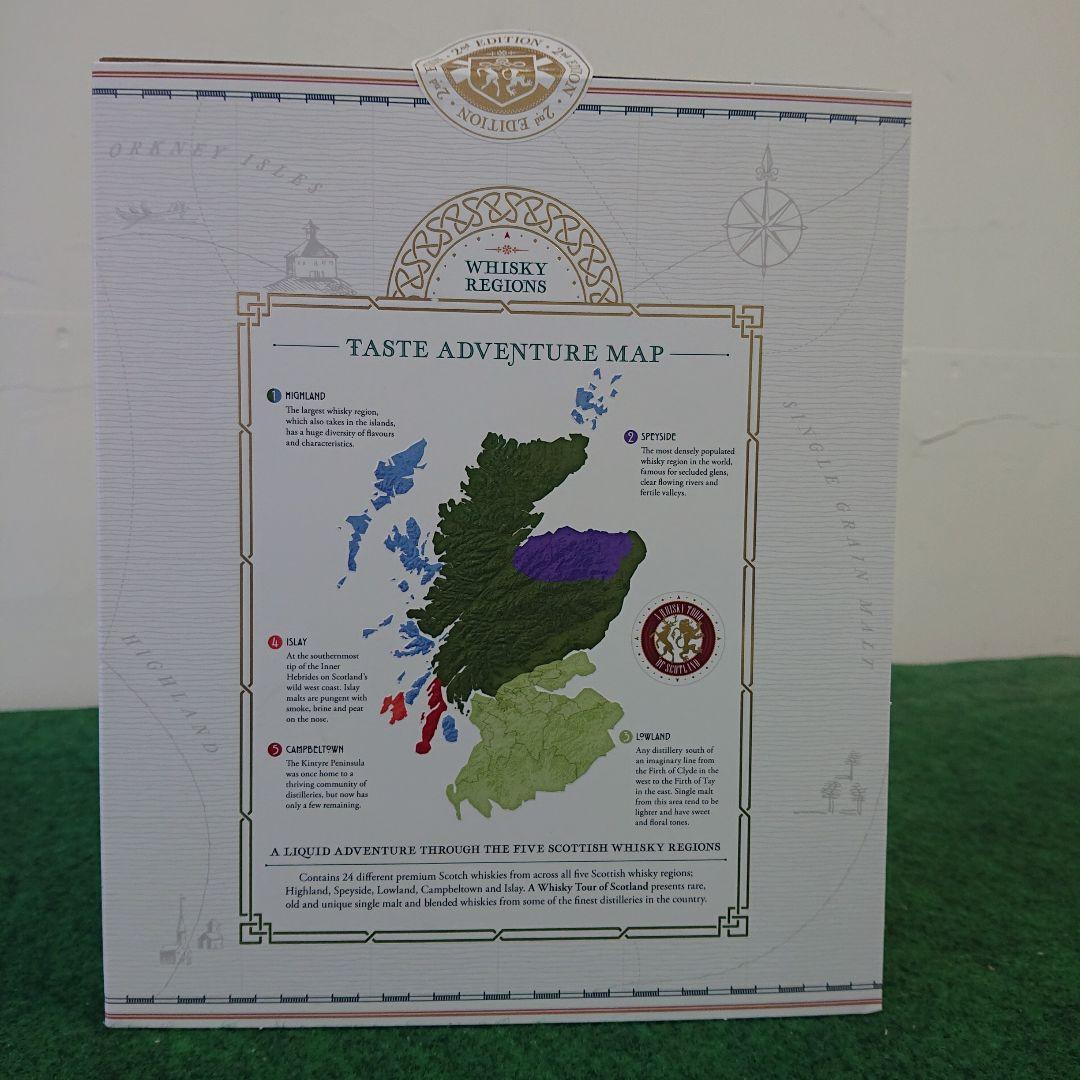 2nd EDITION · 2nd EDITION · 2nd EDITION · 2nd EDITION
ORKNEY ISLES
WHISKY
REGIONS
TASTE ADVENTURE MAP
1 HIGHLAND
The largest whisky region,
which also takes in the islands,
has a huge diversity of flavours
and characteristics.
2 SPEYSIDE
The most densely populated
whisky region in the world,
famous for secluded glens,
clear flowing rivers and
fertile valleys.
SINGLE GRAIN MALT
A WHISKY TOUR
OF SCOTLAND
HIGHLAND
4 ISLAY
At the southernmost
tip of the Inner
Hebrides on Scotland's
wild west coast. Islay
malts are pungent with
smoke, brine and peat
on the nose.
5 CAMPBELTOWN
The Kintyre Peninsula
was once home to a
thriving community of
distilleries, but now has
only a few remaining.
3 LOWLAND
Any distillery south of
an imaginary line from
the Firth of Clyde in the
west to the Firth of Tay
in the east. Single malt
from this area tend to be
lighter and have sweet
and floral tones.
A LIQUID ADVENTURE THROUGH THE FIVE SCOTTISH WHISKY REGIONS
Contains 24 different premium Scotch whiskies from across all five Scottish whisky regions;
Highland, Speyside, Lowland, Campbeltown and Islay. A Whisky Tour of Scotland presents rare,
old and unique single malt and blended whiskies from some of the finest distilleries in the country.